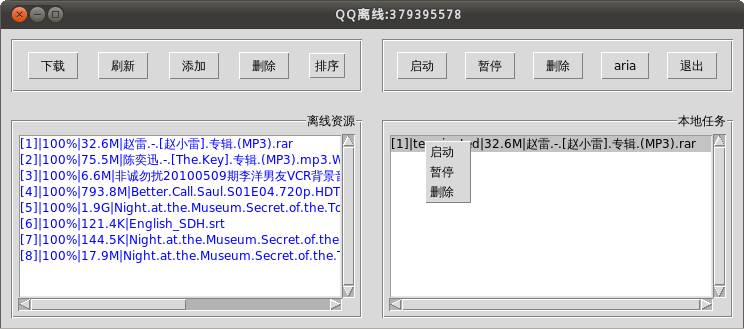 QQ离线:379395578
下载 刷新 添加 删除 排序
启动 暂停 删除 aria 退出
离线资源
[1]|100%|32.6M|赵雷.-.[赵小雷].专辑.(MP3).rar
[2]|100%|75.5M|陈奕迅.-.[The.Key].专辑.(MP3).mp3.W
[3]|100%|6.6M|非诚勿扰20100509期李洋男友VCR背景音
[4]|100%|793.8M|Better.Call.Saul.S01E04.720p.HDT
[5]|100%|1.9G|Night.at.the.Museum.Secret.of.the.To
[6]|100%|121.4K|English_SDH.srt
[7]|100%|144.5K|Night.at.the.Museum.Secret.of.the.
[8]|100%|17.9M|Night.at.the.Museum.Secret.of.the.T
本地任务
[1]|terminated|32.6M|赵雷.-.[赵小雷].专辑.(MP3).rar
启动
暂停
删除